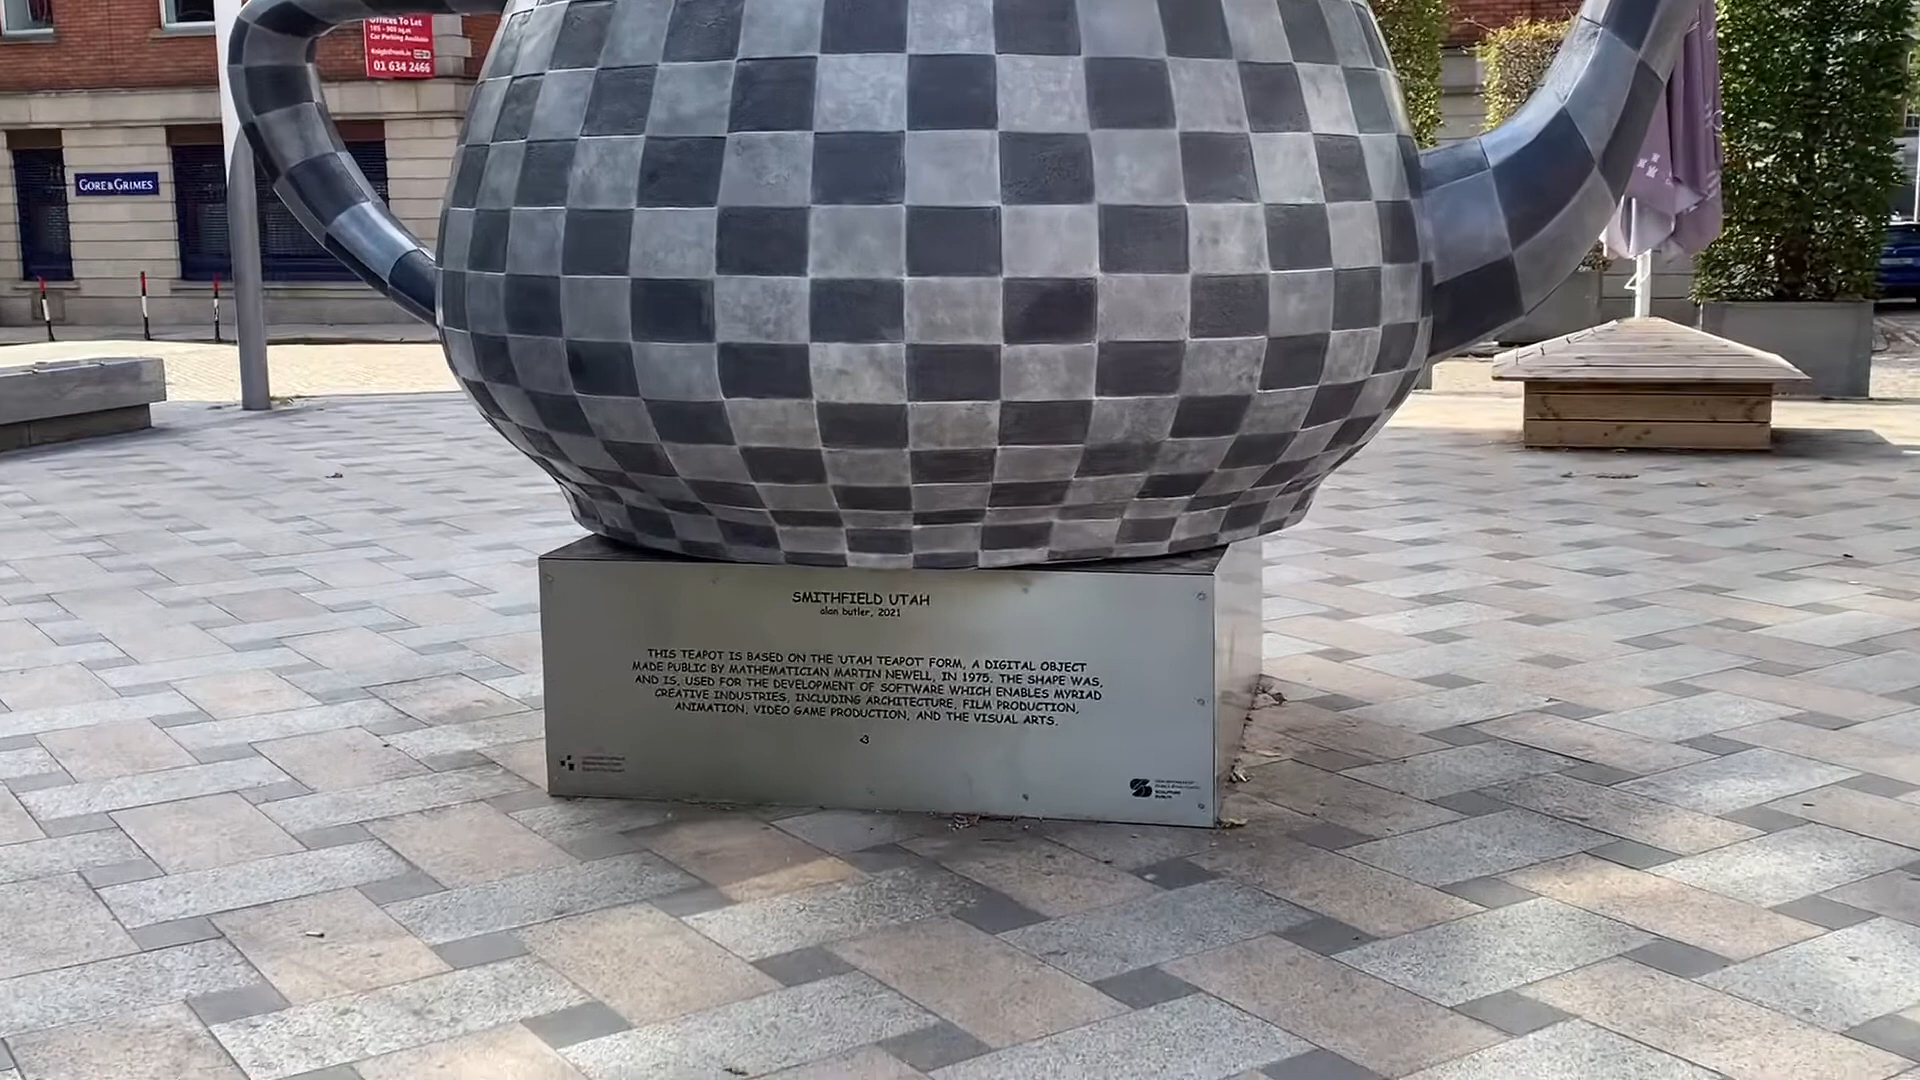 Offices To Let
Car Parking Available
01 634 2466
GORE & GRIMES
SMITHFIELD UTAH
alan butler, 2021
THIS TEAPOT IS BASED ON THE 'UTAH TEAPOT' FORM, A DIGITAL OBJECT
MADE PUBLIC BY MATHEMATICIAN MARTIN NEWELL, IN 1975. THE SHAPE WAS,
AND IS, USED FOR THE DEVELOPMENT OF SOFTWARE WHICH ENABLES MYRIAD
CREATIVE INDUSTRIES, INCLUDING ARCHITECTURE, FILM PRODUCTION,
ANIMATION, VIDEO GAME PRODUCTION, AND THE VISUAL ARTS.
<3
SCULPTURE
DUBLIN